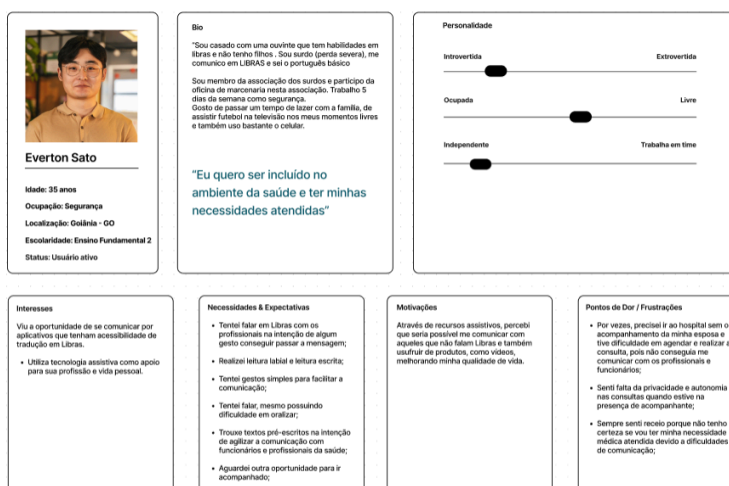 Everton Sato
Idade: 35 anos
Ocupação: Segurança
Localização: Goiânia - GO
Escolaridade: Ensino Fundamental 2
Status: Usuário ativo
Bio
"Sou casado com uma ouvinte que tem habilidades em
libras e não tenho filhos . Sou surdo (perda severa), me
comunico em LIBRAS e sei o português básico
Sou membro da associação dos surdos e participo da
oficina de marcenaria nesta associação. Trabalho 5
dias da semana como segurança.
Gosto de passar um tempo de lazer com a família, de
assistir futebol na televisão nos meus momentos livres
e também uso bastante o celular.
"Eu quero ser incluído no
ambiente da saúde e ter minhas
necessidades atendidas"
Personalidade
Introvertida Extrovertida
Ocupada Livre
Independente Trabalha em time
Interesses
Viu a oportunidade de se comunicar por
aplicativos que tenham acessibilidade de
tradução em Libras.
• Utiliza tecnologia assistiva como apoio
para sua profissão e vida pessoal.
Necessidades & Expectativas
• Tentei falar em Libras com os
profissionais na intenção de algum
gesto conseguir passar a mensagem;
• Realizei leitura labial e leitura escrita;
• Tentei gestos simples para facilitar a
comunicação;
• Tentei falar, mesmo possuindo
dificuldade em oralizar;
• Trouxe textos pré-escritos na intenção
de agilizar a comunicação com
funcionários e profissionais da saúde;
• Aguardei outra oportunidade para ir
acompanhado;
Motivações
Através de recursos assistivos, percebi
que seria possível me comunicar com
aqueles que não falam Libras e também
usufruir de produtos, como vídeos,
melhorando minha qualidade de vida.
Pontos de Dor / Frustrações
• Por vezes, precisei ir ao hospital sem o
acompanhamento da minha esposa e
tive dificuldade em agendar e realizar a
consulta, pois não conseguia me
comunicar com os profissionais e
funcionários;
• Senti falta da privacidade e autonomia
nas consultas quando estive na
presença de acompanhante;
• Sempre senti receio porque não tenho
certeza se vou ter minha necessidade
médica atendida devido a dificuldades
de comunicação;